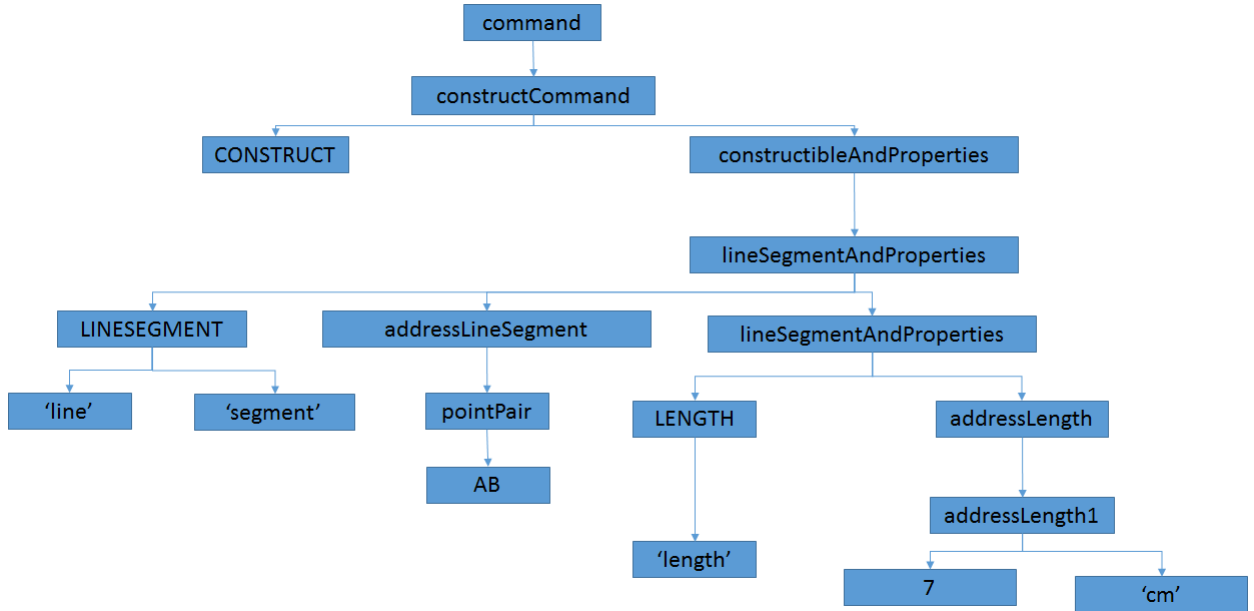 command
constructCommand
CONSTRUCT
constructibleAndProperties
lineSegmentAndProperties
LINESEGMENT
addressLineSegment
lineSegmentAndProperties
‘line’
‘segment’
pointPair
LENGTH
addressLength
AB
addressLength1
‘length’
7
‘cm’